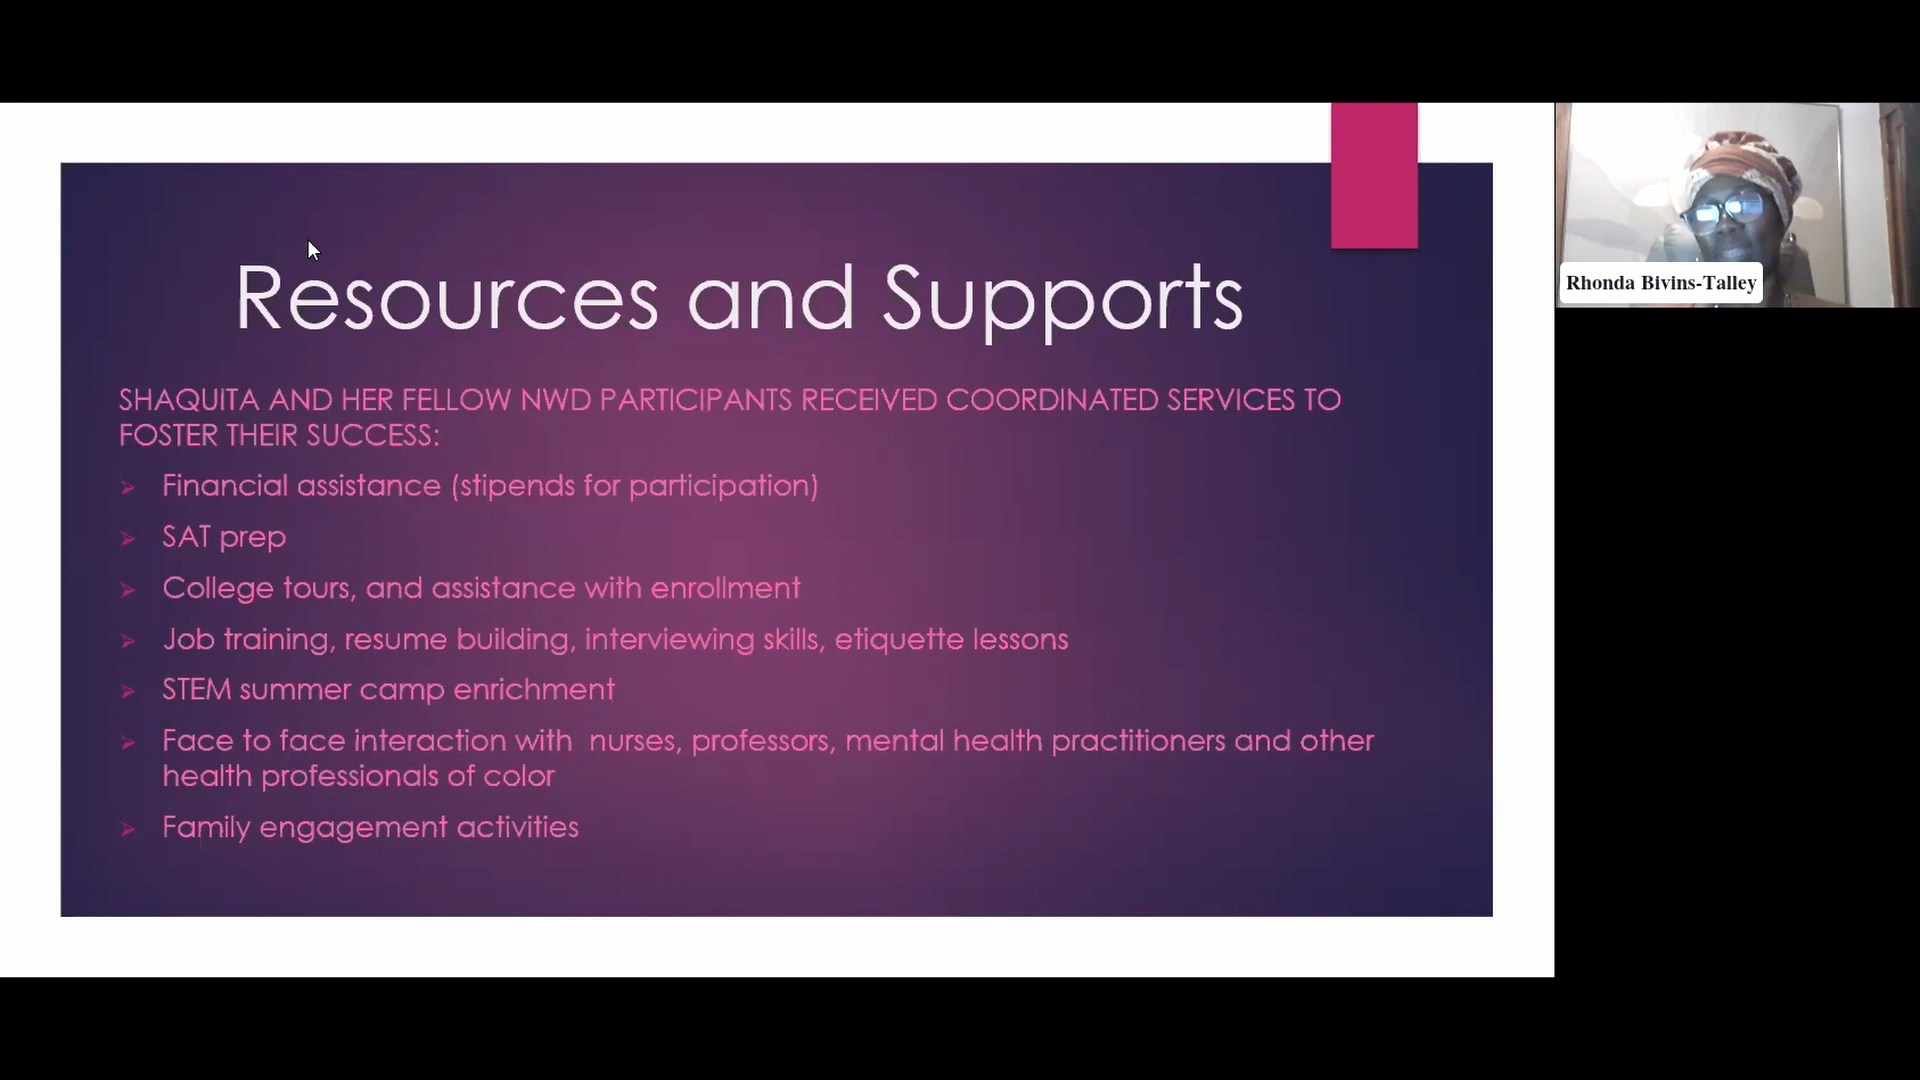 Resources and Supports
SHAQUITA AND HER FELLOW NWD PARTICIPANTS RECEIVED COORDINATED SERVICES TO
FOSTER THEIR SUCCESS:
Financial assistance (stipends for participation)
SAT prep
College tours, and assistance with enrollment
Job training, resume building, interviewing skills, etiquette lessons
STEM summer camp enrichment
Face to face interaction with  nurses, professors, mental health practitioners and other
health professionals of color
Family engagement activities
Rhonda Bivins-Talley